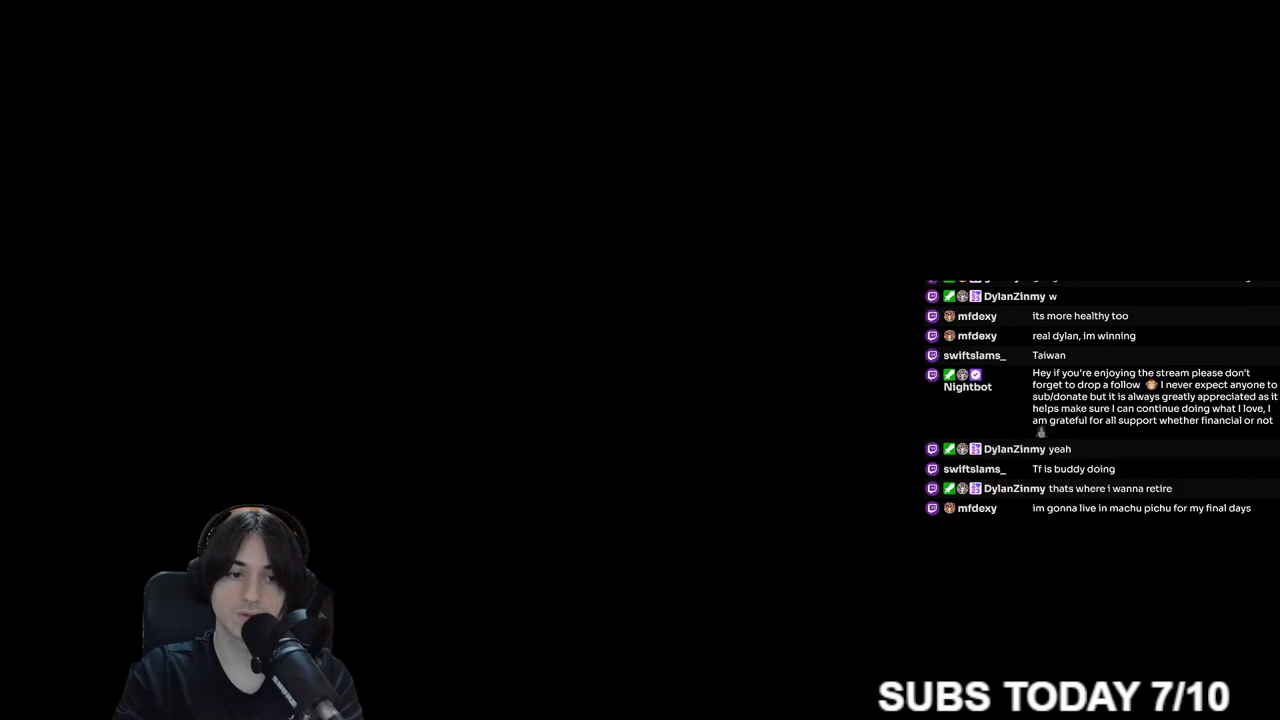 DylanZinmy w
mfdexy its more healthy too
mfdexy real dylan, im winning
swiftslams_ Taiwan
Nightbot Hey if you're enjoying the stream please don't
forget to drop a follow I never expect anyone to
sub/donate but it is always greatly appreciated as it
helps make sure I can continue doing what I love, I
am grateful for all support whether financial or not
DylanZinmy yeah
swiftslams_ Tf is buddy doing
DylanZinmy thats where i wanna retire
mfdexy im gonna live in machu pichu for my final days
SUBS TODAY 7/10